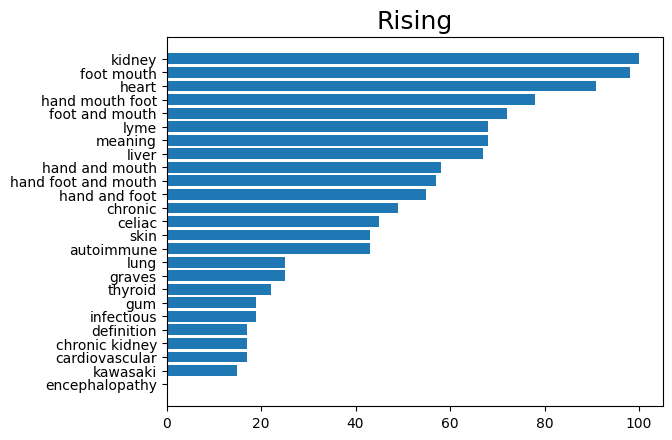 Rising
kidney
foot mouth
heart
hand mouth foot
foot and mouth
lyme
meaning
liver
hand and mouth
hand foot and mouth
hand and foot
chronic
celiac
skin
autoimmune
lung
graves
thyroid
gum
infectious
definition
chronic kidney
cardiovascular
kawasaki
encephalopathy
0 20 40 60 80 100